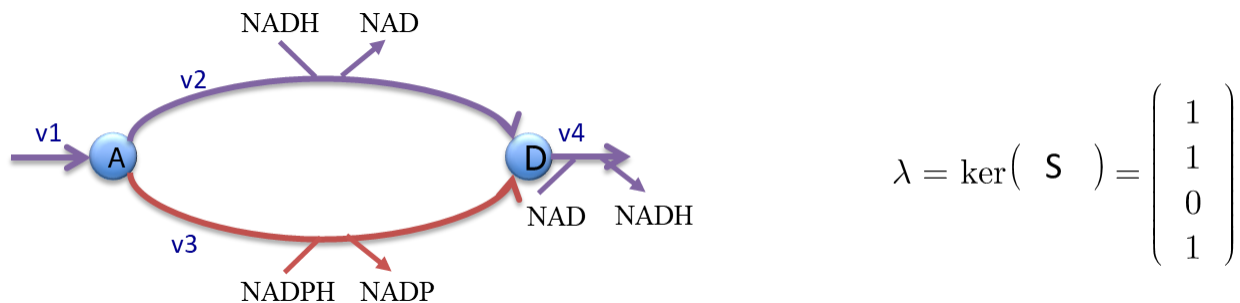 NADH NAD
v2
v1
A
D
v4
NAD NADH
v3
NADPH NADP
λ = ker( S ) = ( 1 1 0 1 )